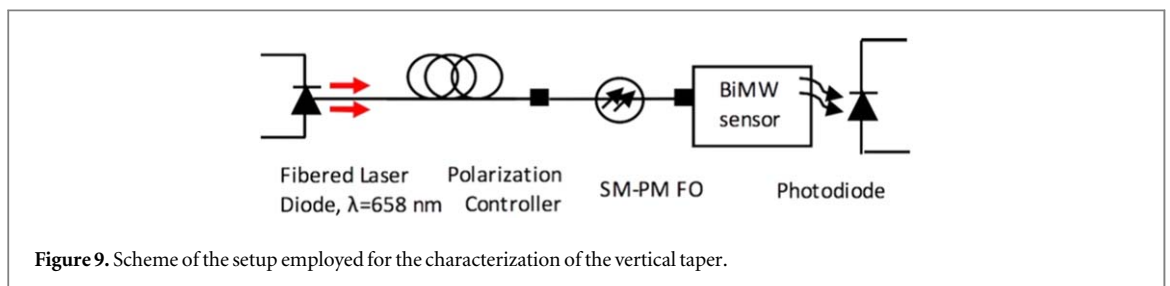 BiMW
sensor
Fibered Laser
Diode, λ=658 nm
Polarization
Controller
SM-PM FO
Photodiode
Figure 9. Scheme of the setup employed for the characterization of the vertical taper.